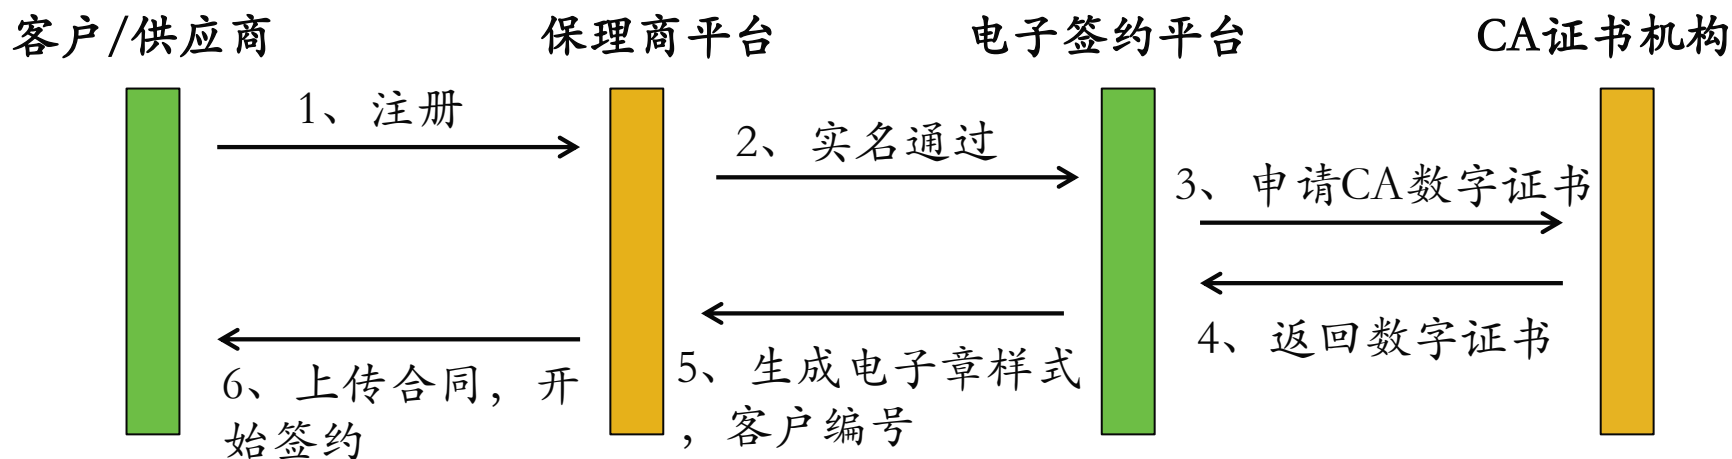 客户/供应商
保理商平台
电子签约平台
CA证书机构
1、注册
2、实名通过
3、申请CA数字证书
4、返回数字证书
5、生成电子章样式
，客户编号
6、上传合同，开
始签约